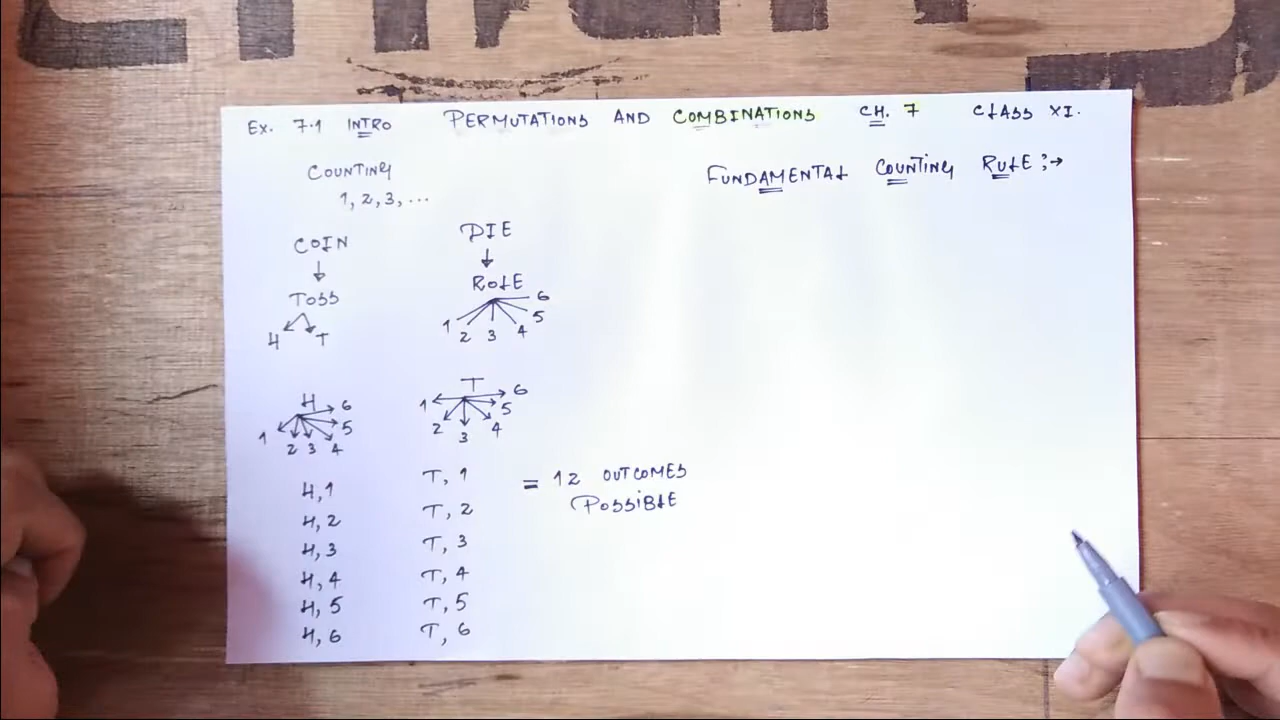 Ex. 7.1 INTRO PERMUTATIONS AND COMBINATIONS CH. 7 CLASS XI.
COUNTING
1, 2, 3, ...
FUNDAMENTAL COUNTING RULE :→
COIN
DIE
↓
↓
TOSS
ROLE
H T
1 2 3 4 5 6
H
1 2 3 4 5 6
T
1 2 3 4 5 6
H, 1
H, 2
H, 3
H, 4
H, 5
H, 6
T, 1
T, 2
T, 3
T, 4
T, 5
T, 6
= 12 OUTCOMES
POSSIBLE